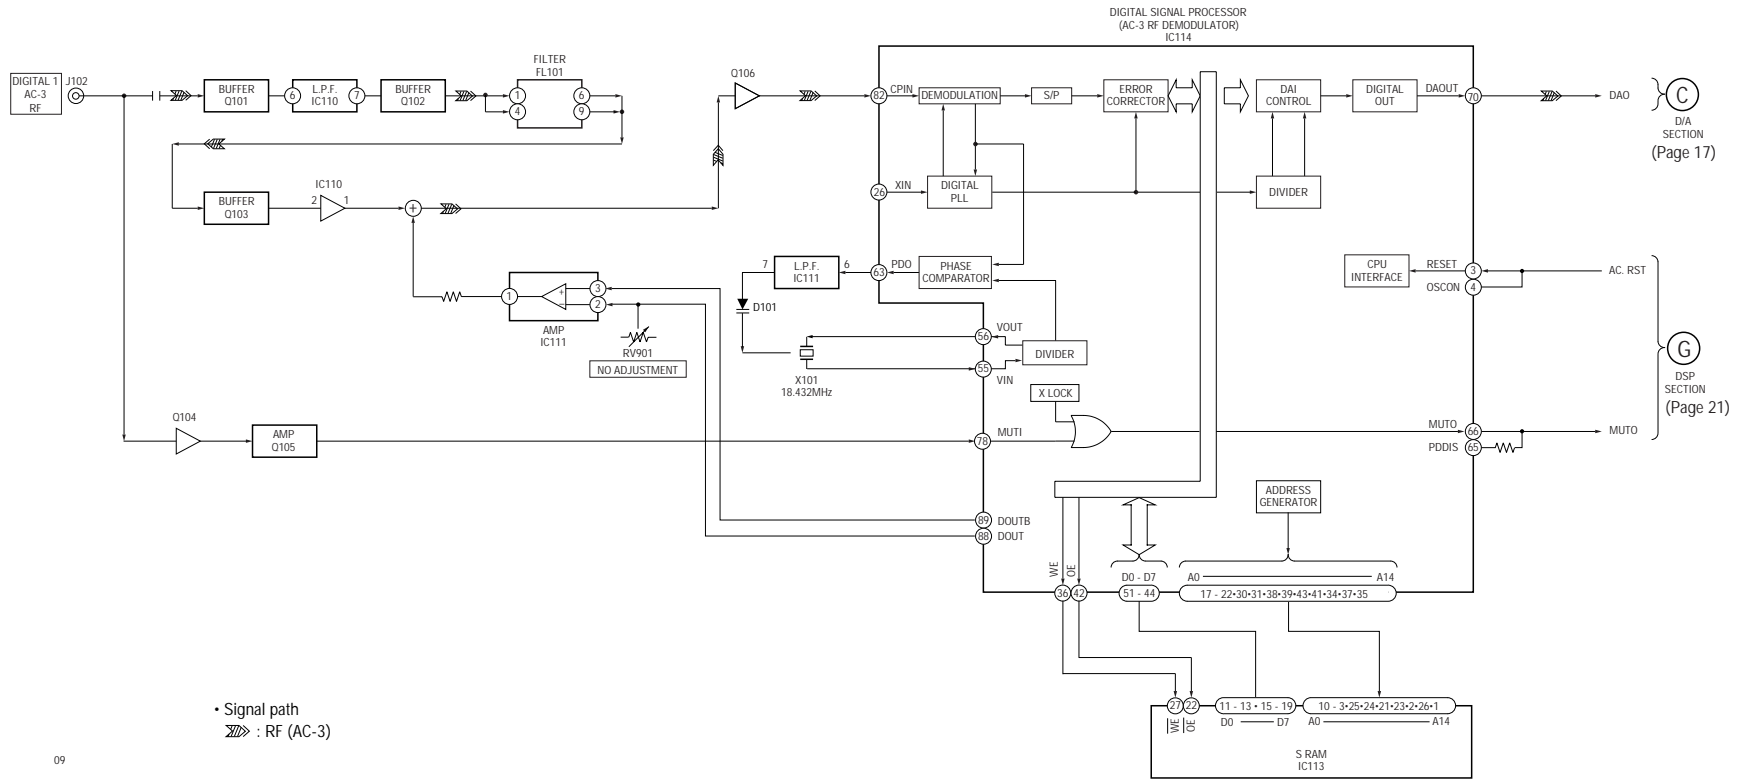 DIGITAL SIGNAL PROCESSOR
(AC-3 RF DEMODULATOR)
IC114
DIGITAL 1
AC-3
RF
J102
BUFFER
Q101
6
L.P.F.
IC110
7
BUFFER
Q102
FILTER
FL101
1
4
6
9
Q106
82
CPIN
DEMODULATION
S/P
ERROR
CORRECTOR
DAI
CONTROL
DIGITAL
OUT
DAOUT
70
DAO
C
D/A
SECTION
(Page 17)
BUFFER
Q103
IC110
2
1
+
26
XIN
DIGITAL
PLL
DIVIDER
7
L.P.F.
IC111
6
63
PDO
PHASE
COMPARATOR
CPU
INTERFACE
RESET
3
OSCON
4
AC. RST
1
+
−
3
2
AMP
IC111
RV901
NO ADJUSTMENT
D101
X101
18.432MHz
56
VOUT
55
VIN
DIVIDER
X LOCK
G
DSP
SECTION
(Page 21)
Q104
AMP
Q105
78
MUTI
MUTO
66
PDDIS
65
MUTO
89
DOUTB
88
DOUT
ADDRESS
GENERATOR
WE
OE
D0 - D7
A0
A14
36
42
51 - 44
17 - 22•30•31•38•39•43•41•34•37•35
27
22
11 - 13 • 15 - 19
10 - 3•25•24•21•23•2•26•1
WE
OE
D0
D7
A0
A14
S RAM
IC113
• Signal path
: RF (AC-3)
09